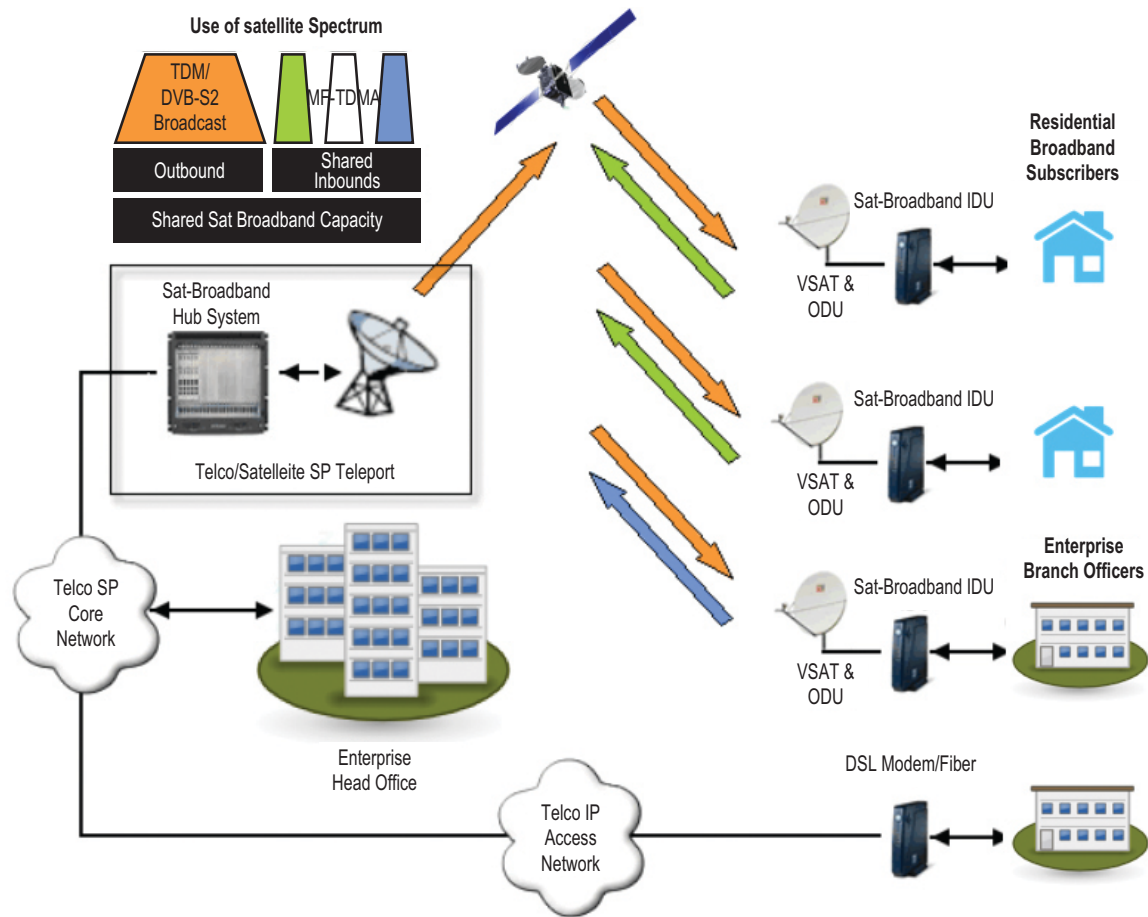 Use of satellite Spectrum
TDM/
DVB-S2
Broadcast
MF-TDMA
Outbound
Shared
Inbounds
Shared Sat Broadband Capacity
Residential
Broadband
Subscribers
Sat-Broadband IDU
VSAT &
ODU
Sat-Broadband
Hub System
Telco/Satelleite SP Teleport
Sat-Broadband IDU
VSAT &
ODU
Enterprise
Branch Officers
Sat-Broadband IDU
VSAT &
ODU
Telco SP
Core
Network
Enterprise
Head Office
DSL Modem/Fiber
Telco IP
Access
Network